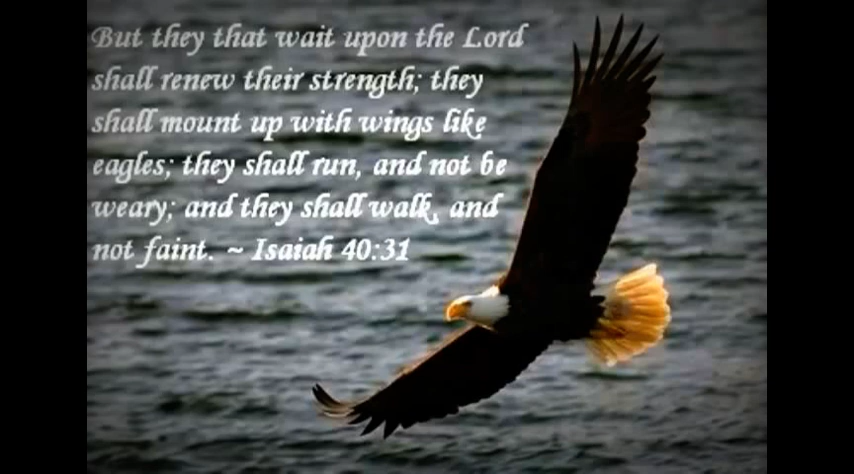 But they that wait upon the Lord
shall renew their strength; they
shall mount up with wings like
eagles; they shall run, and not be
weary; and they shall walk, and
not faint. ~ Isaiah 40:31